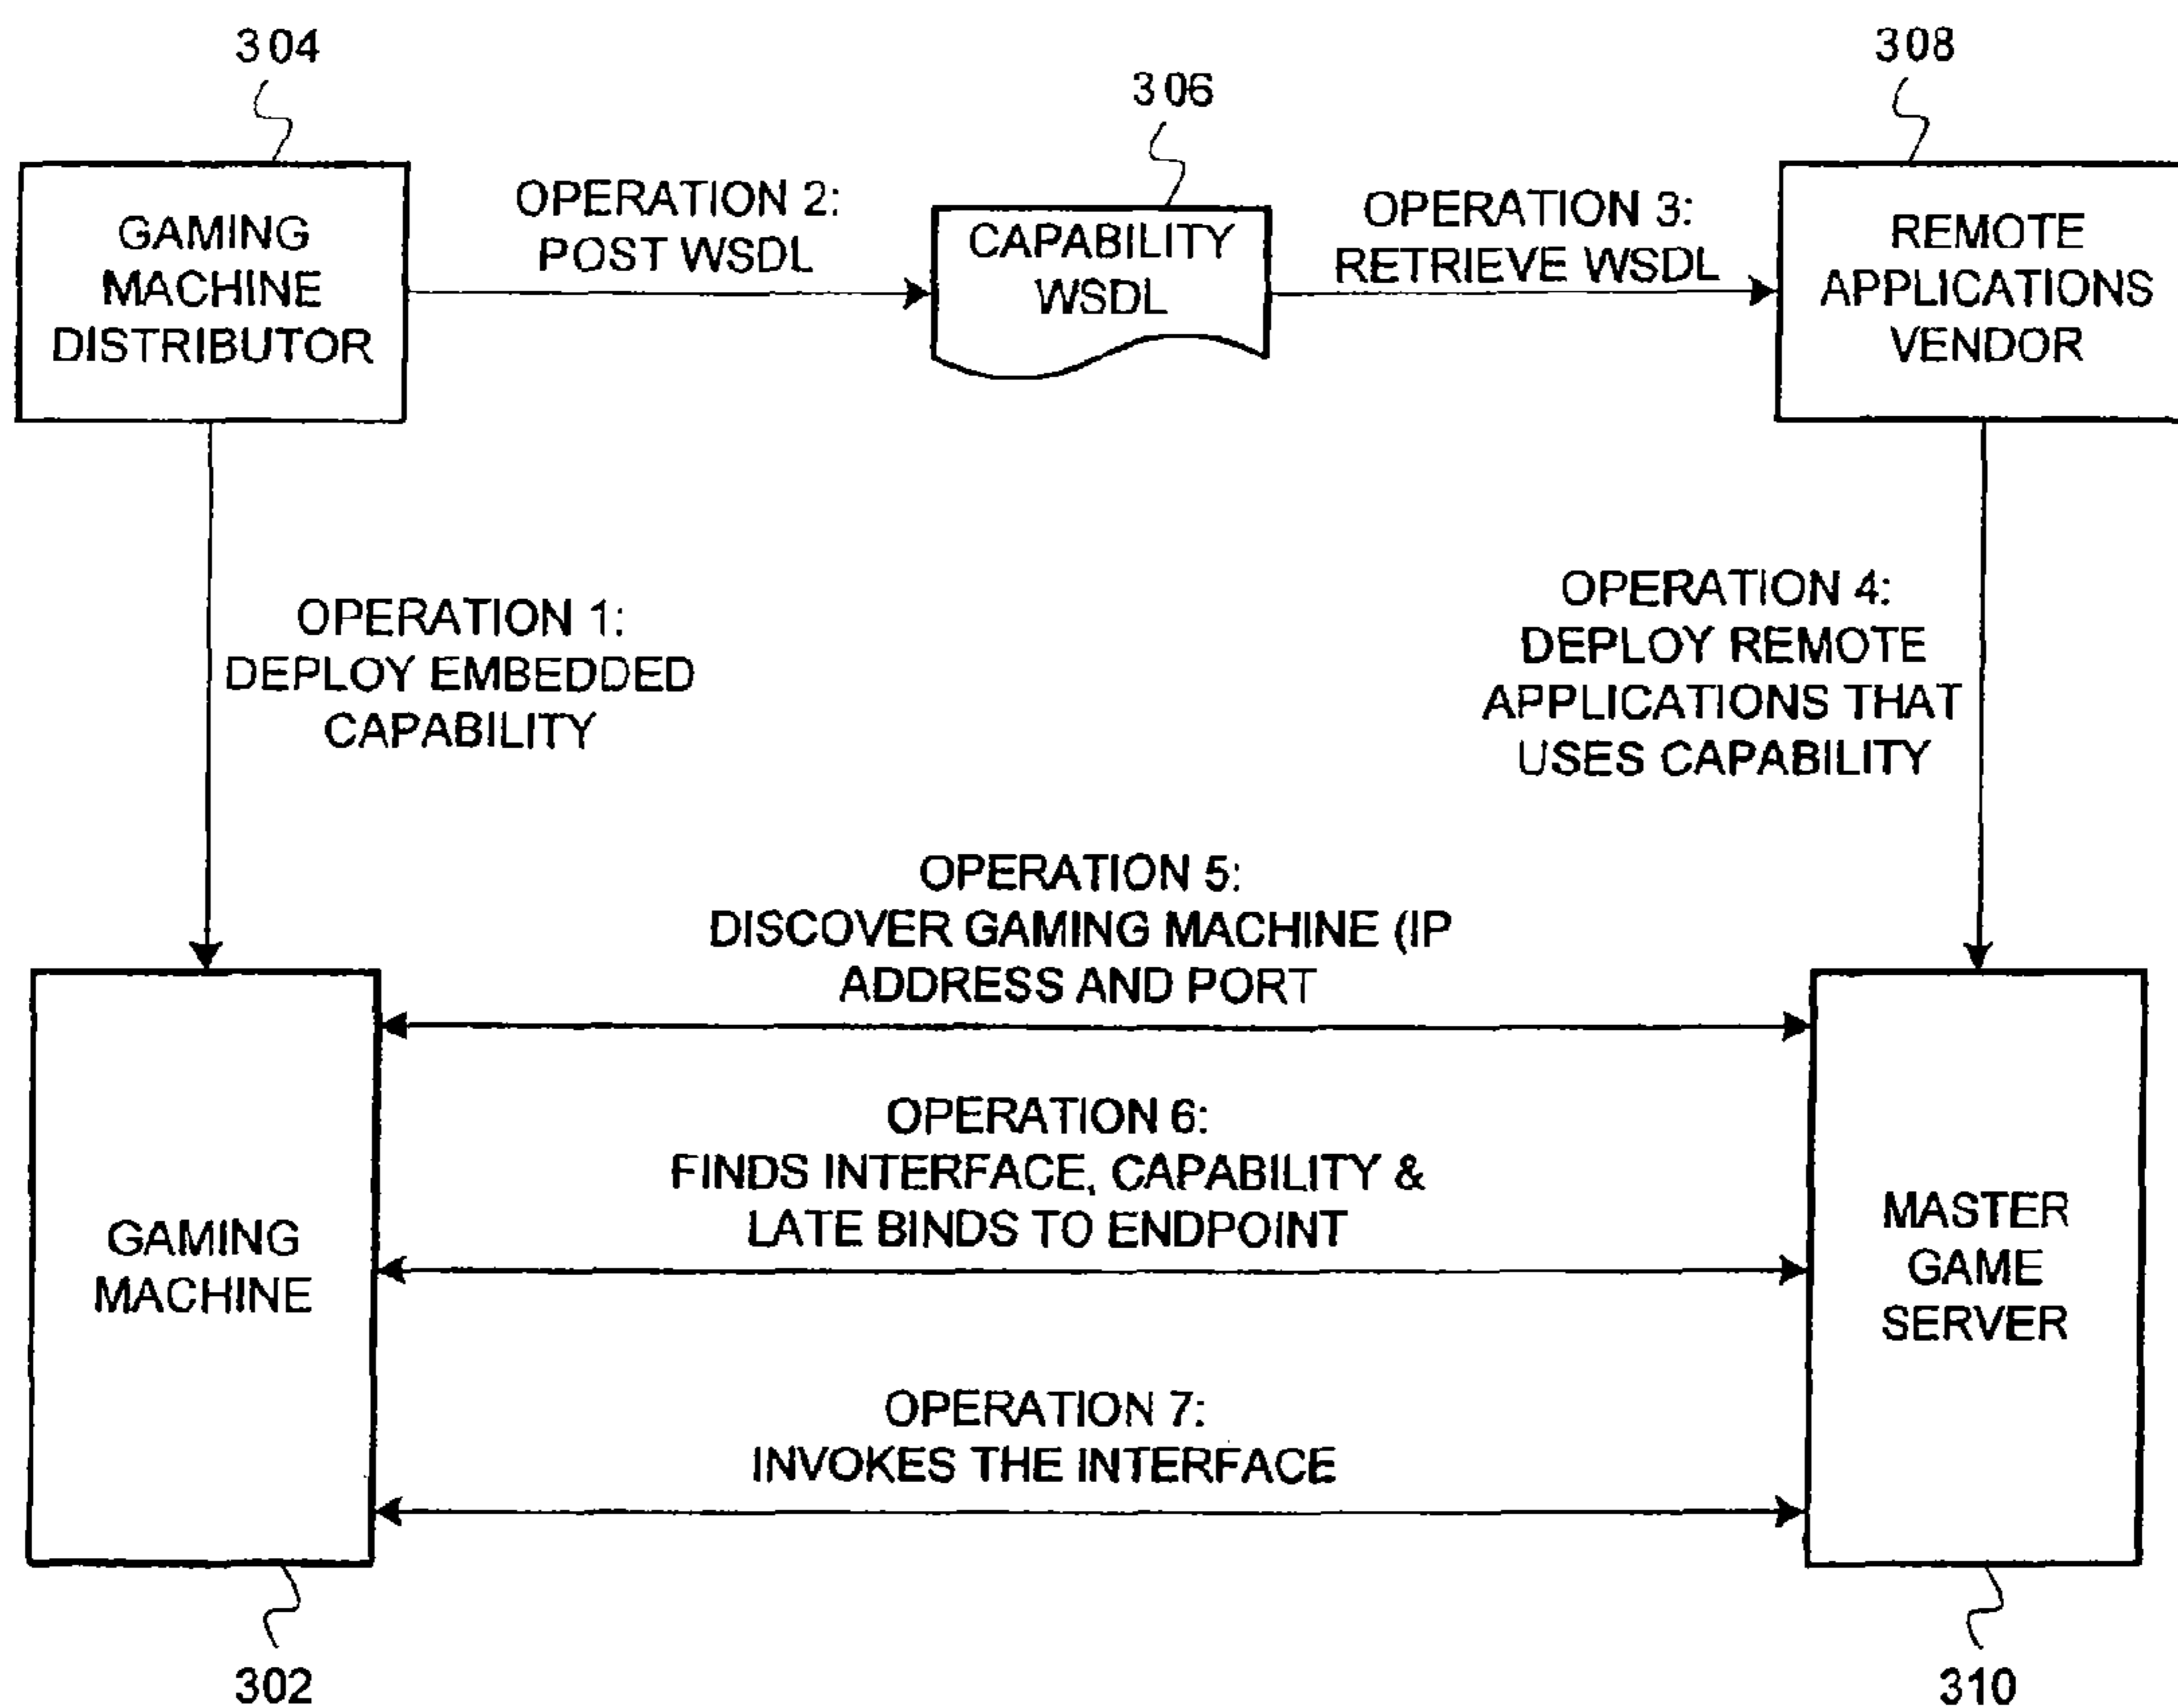 304
306
308
GAMING
MACHINE
DISTRIBUTOR
OPERATION 2:
POST WSDL
CAPABILITY
WSDL
OPERATION 3:
RETRIEVE WSDL
REMOTE
APPLICATIONS
VENDOR
OPERATION 1:
DEPLOY EMBEDDED
CAPABILITY
OPERATION 4:
DEPLOY REMOTE
APPLICATIONS THAT
USES CAPABILITY
OPERATION 5:
DISCOVER GAMING MACHINE (IP
ADDRESS AND PORT
OPERATION 6:
FINDS INTERFACE, CAPABILITY &
LATE BINDS TO ENDPOINT
GAMING
MACHINE
MASTER
GAME
SERVER
OPERATION 7:
INVOKES THE INTERFACE
302
310